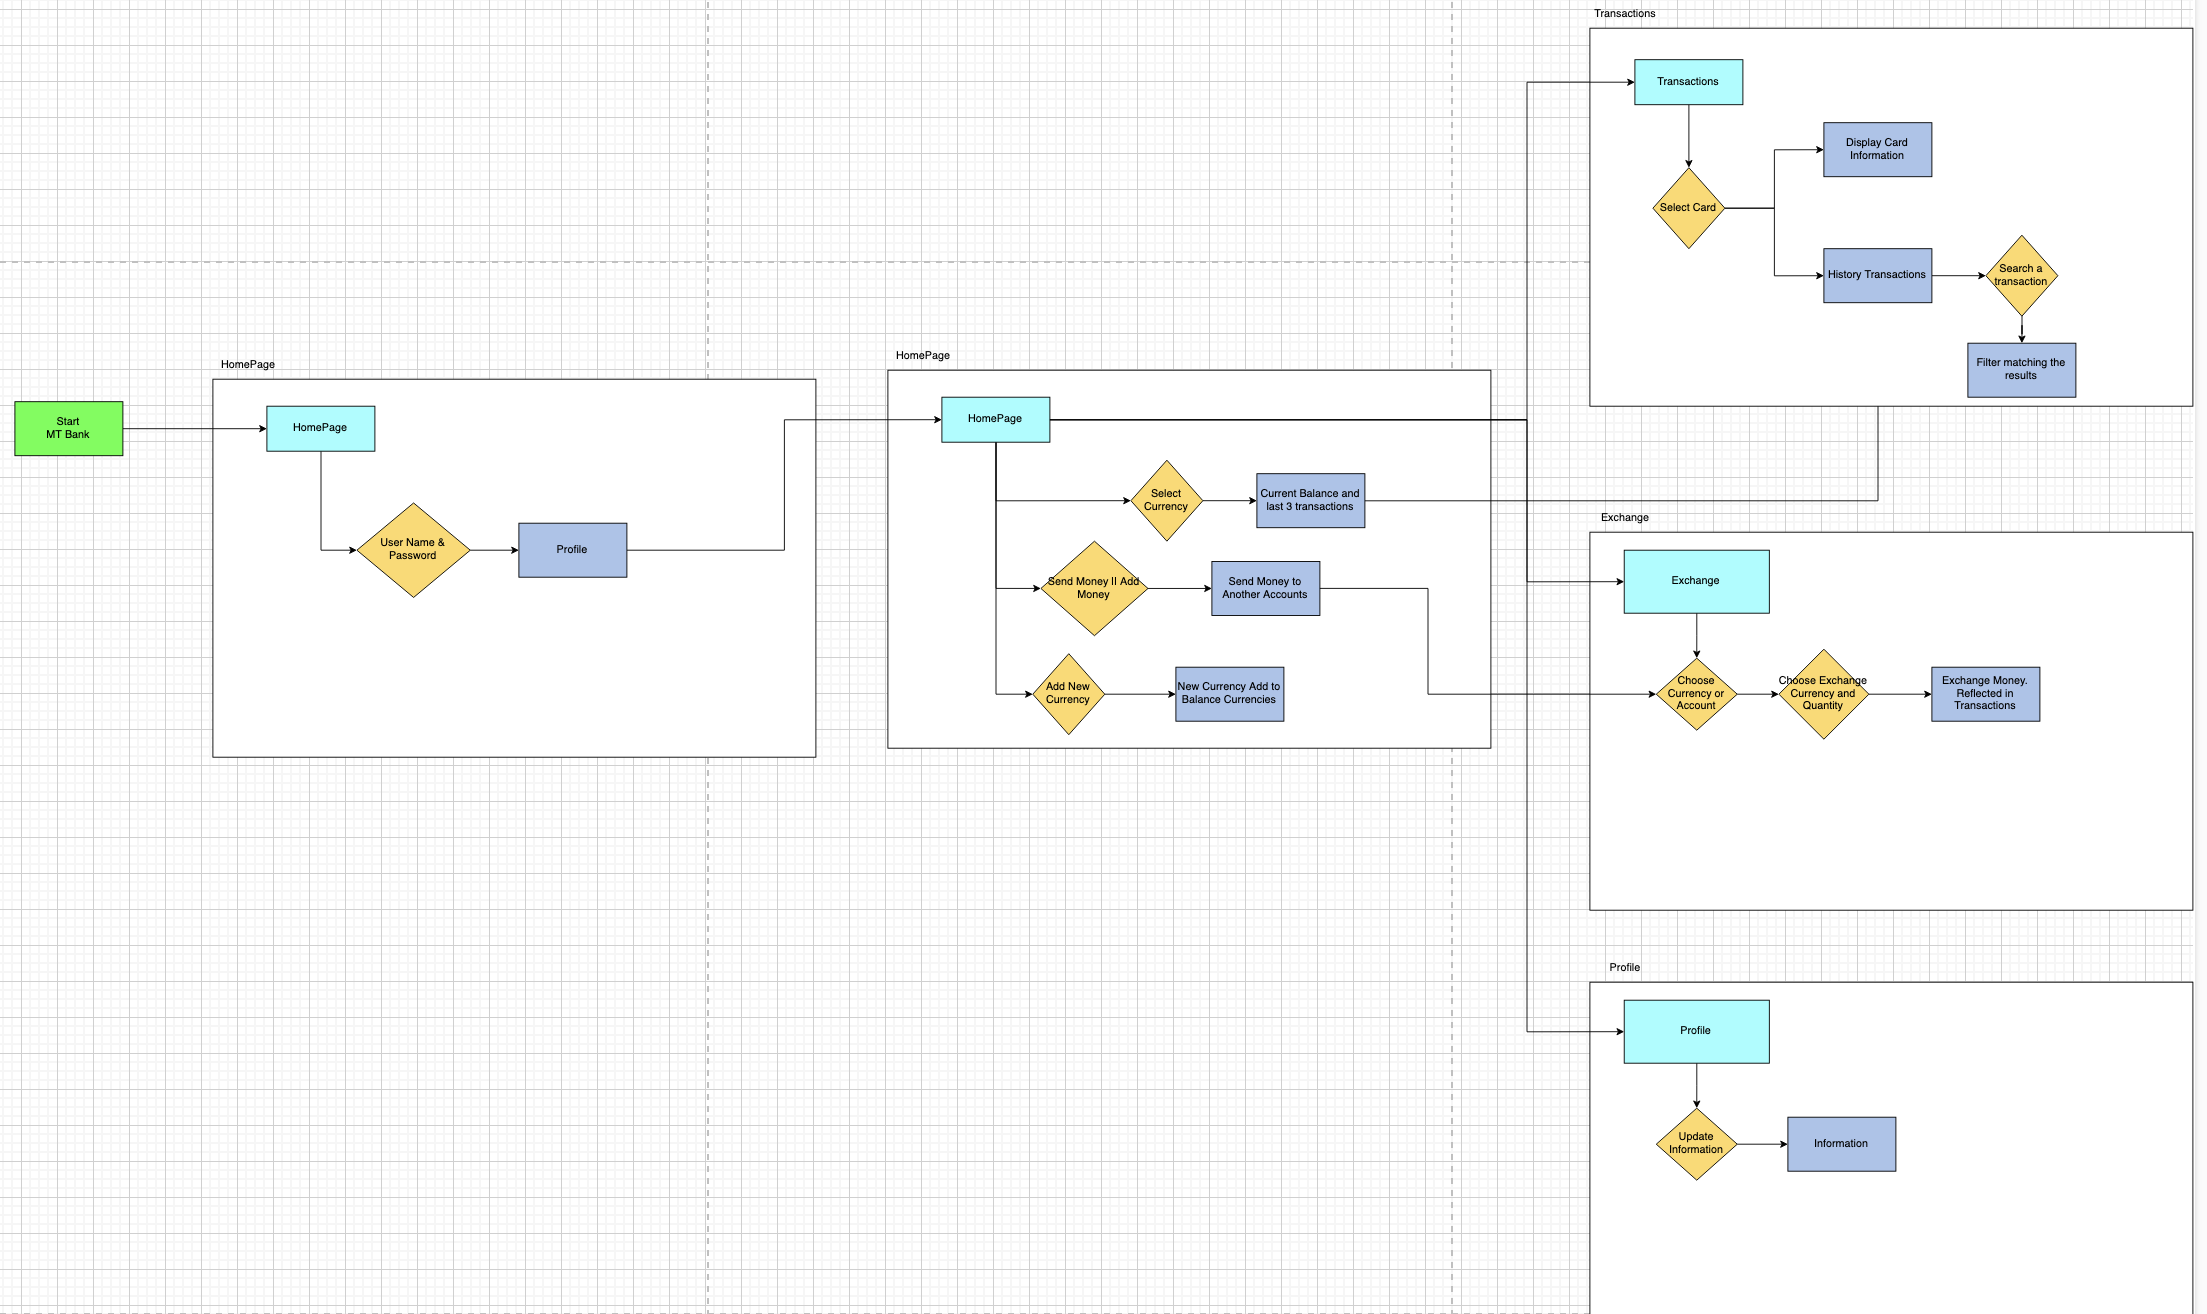 Transactions
Transactions
Display Card
Information
Select Card
History Transactions
Search a
transaction
Filter matching the
results
HomePage
Start
MT Bank
HomePage
User Name &
Password
Profile
HomePage
HomePage
Select
Currency
Current Balance and
last 3 transactions
Send Money II Add
Money
Send Money to
Another Accounts
Add New
Currency
New Currency Add to
Balance Currencies
Exchange
Exchange
Choose
Currency or
Account
Choose Exchange
Currency and
Quantity
Exchange Money.
Reflected in
Transactions
Profile
Profile
Update
Information
Information